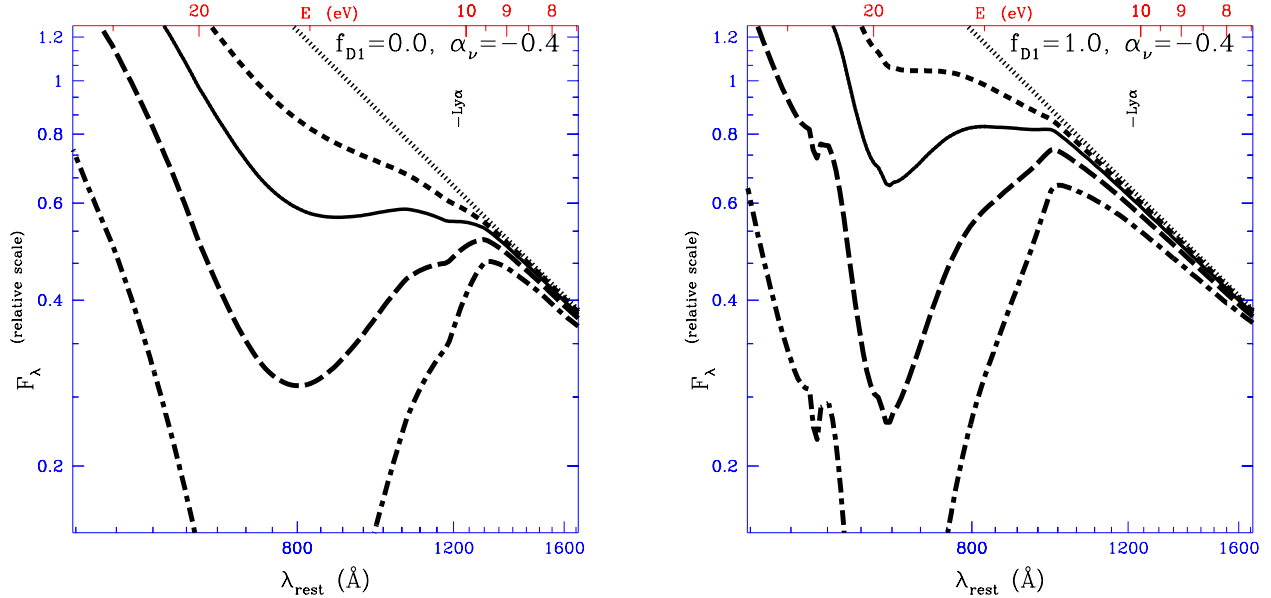 20 E (eV) 10 9 8
f_D1=0.0, α_ν=−0.4
−Lyα
1.2
1
0.8
0.6
0.4
0.2
F_λ (relative scale)
800 1200 1600
λ_rest (Å)
20 E (eV) 10 9 8
f_D1=1.0, α_ν=−0.4
−Lyα
1.2
1
0.8
0.6
0.4
0.2
F_λ (relative scale)
800 1200 1600
λ_rest (Å)